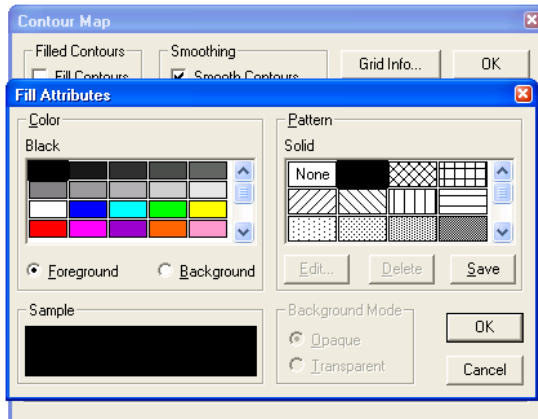 Contour Map
Filled Contours
Smoothing
Fill Contours
Smooth Contours
Grid Info...
OK
Fill Attributes
Color
Black
Foreground
Background
Pattern
Solid
None
Edit...
Delete
Save
Sample
Background Mode
Opaque
Transparent
OK
Cancel